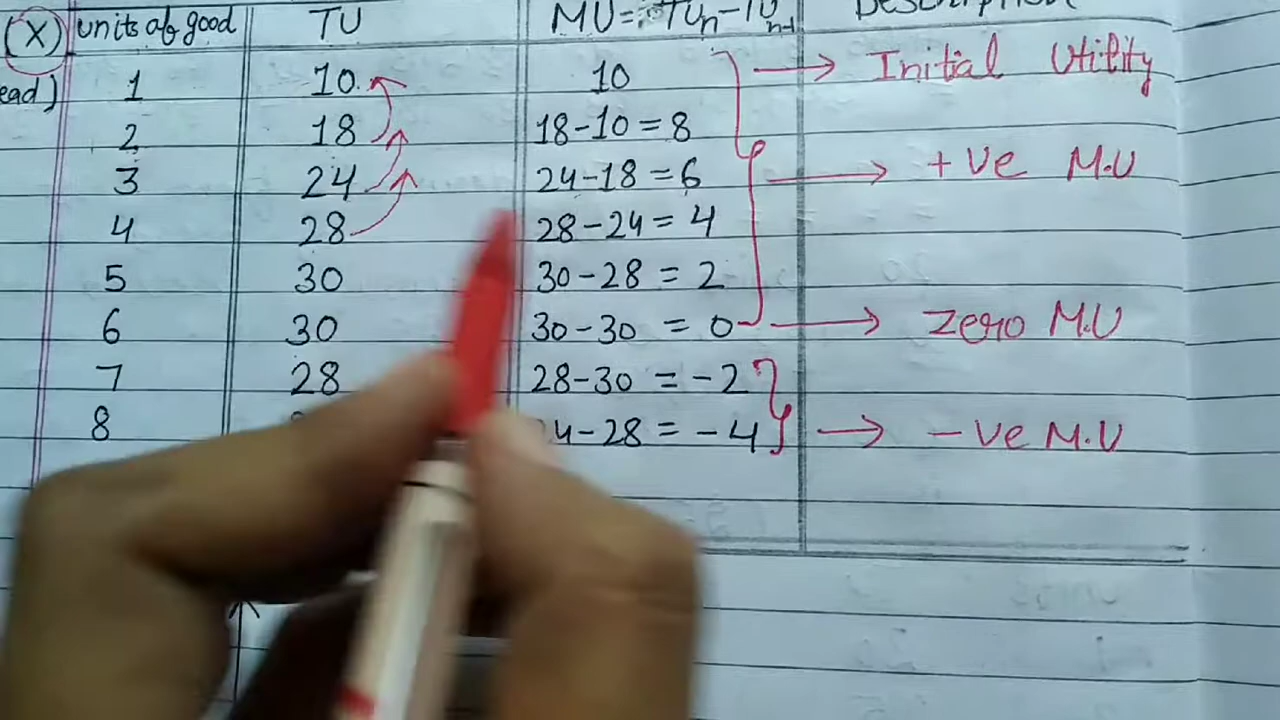 (X) units of good TU MU = TUn - TU n-1 Description
ead) 1 10 10 → Initial Utility
2 18 18-10 = 8
3 24 24-18 = 6 → +ve M.U
4 28 28-24 = 4
5 30 30-28 = 2
6 30 30-30 = 0 → zero M.U
7 28 28-30 = -2
8 4-28 = -4 → -ve M.U